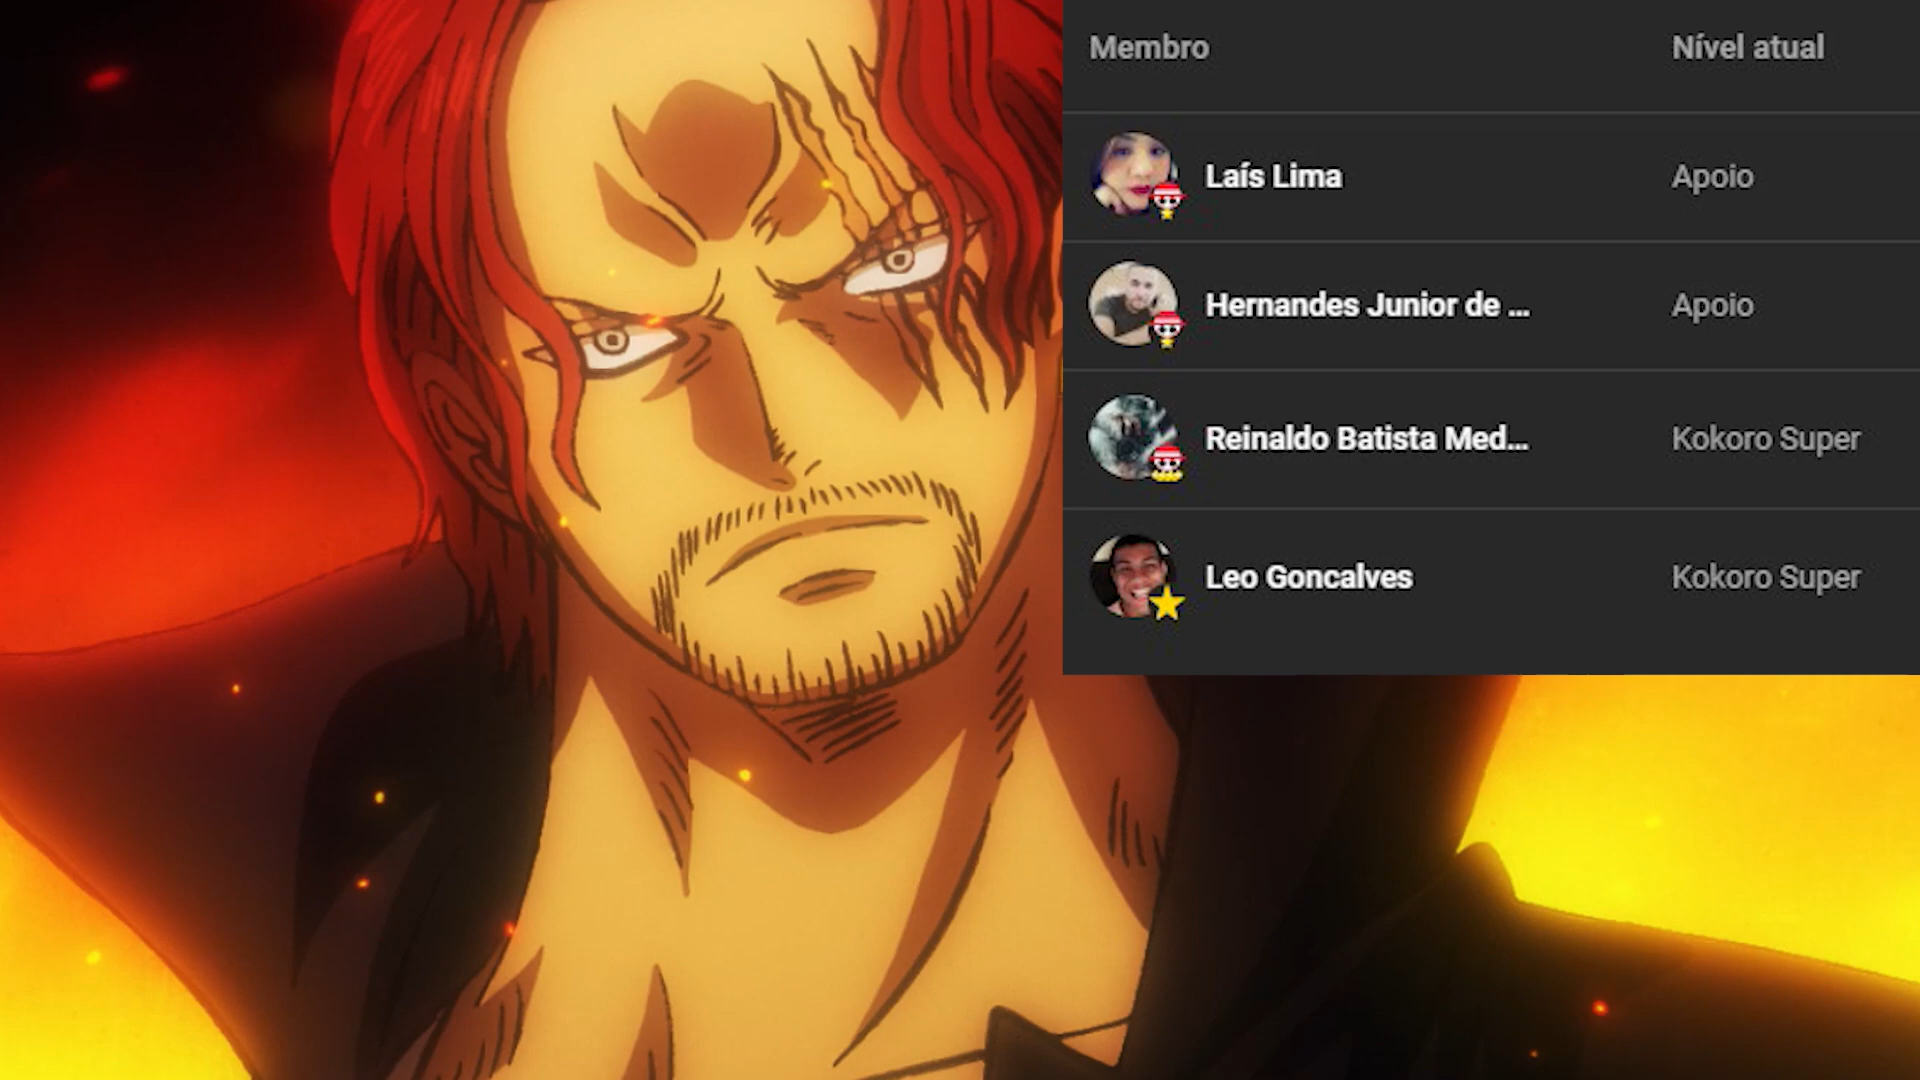 Membro Nível atual
Laís Lima Apoio
Hernandes Junior de ... Apoio
Reinaldo Batista Med... Kokoro Super
Leo Goncalves Kokoro Super